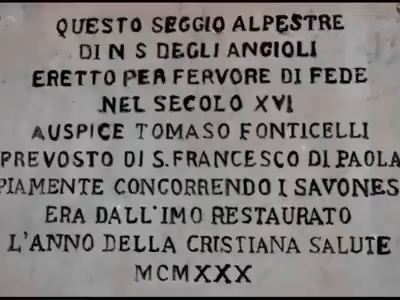 QUESTO SEGGIO ALPESTRE
DI N S DEGLI ANGIOLI
ERETTO PER FERVORE DI FEDE
NEL SECOLO XVI
AUSPICE TOMASO FONTICELLI
PREVOSTO DI S. FRANCESCO DI PAOLA
PIAMENTE CONCORRENDO I SAVONES
ERA DALL'IMO RESTAURATO
L'ANNO DELLA CRISTIANA SALUTE
MCMXXX